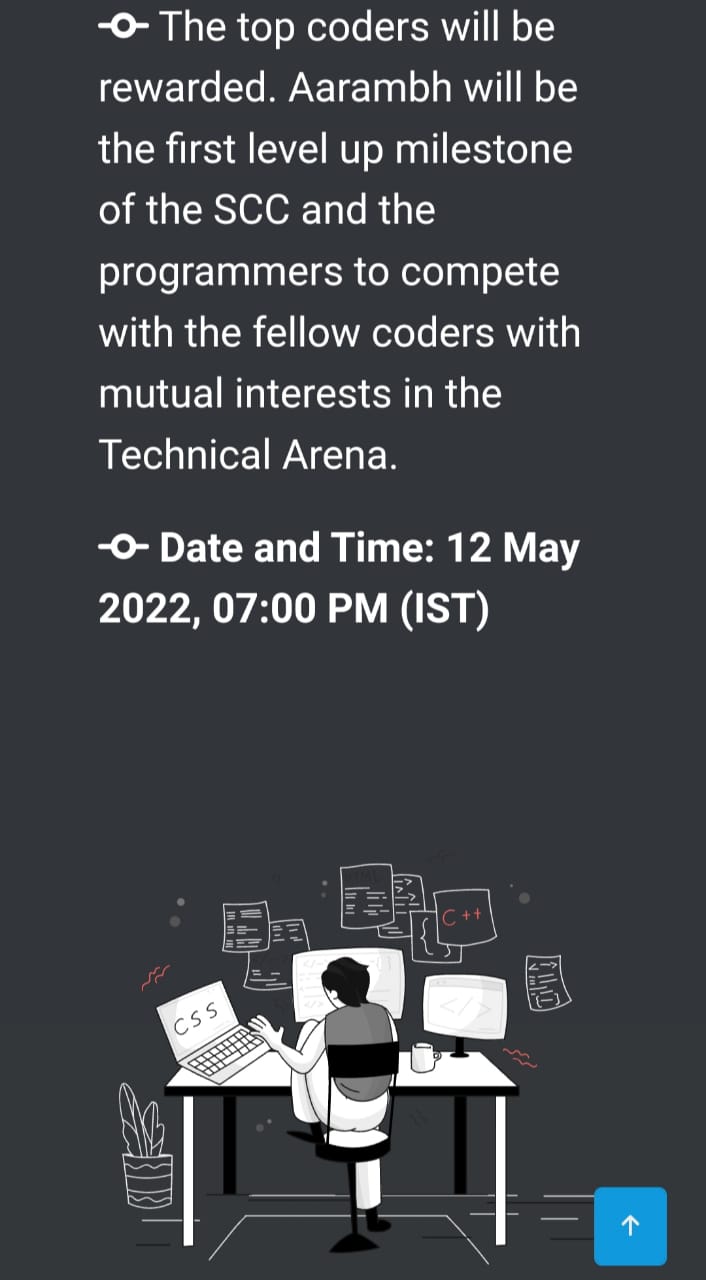 The top coders will be
rewarded. Aarambh will be
the first level up milestone
of the SCC and the
programmers to compete
with the fellow coders with
mutual interests in the
Technical Arena.
Date and Time: 12 May
2022, 07:00 PM (IST)
HTML
C++
CSS
</>